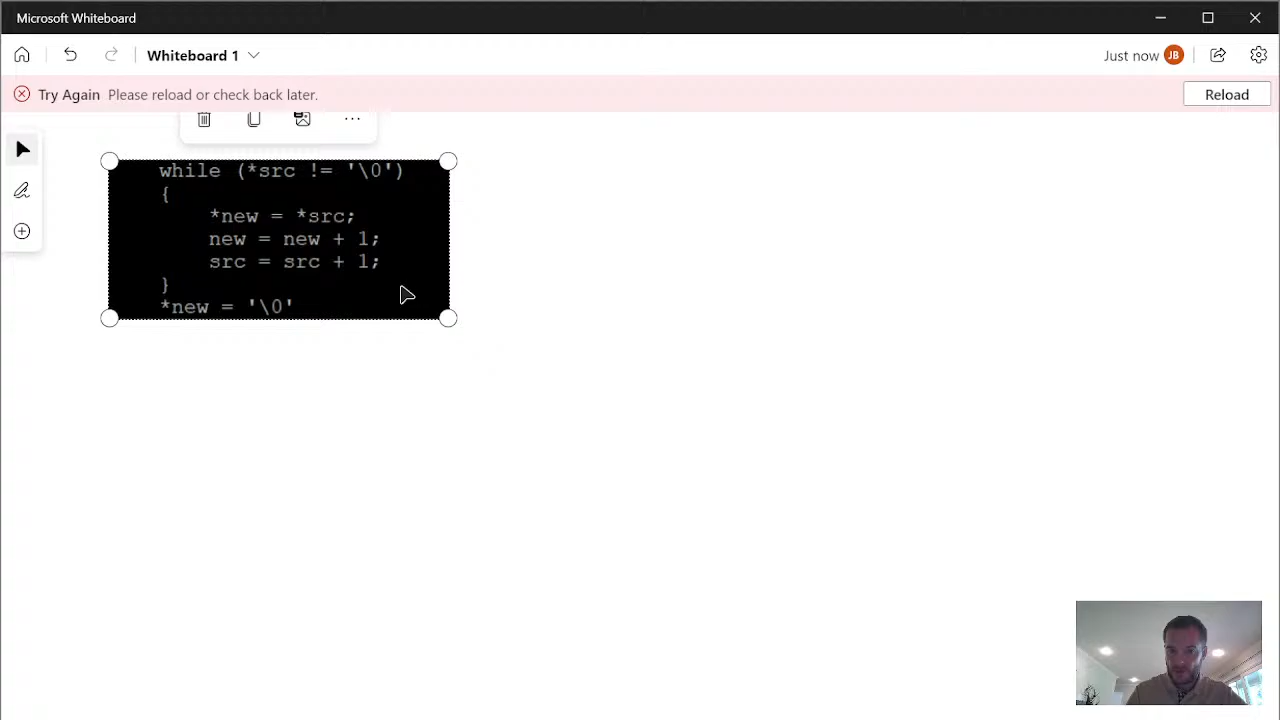 Microsoft Whiteboard
Whiteboard 1
Just now JB
Try Again Please reload or check back later.
Reload
while (*src != '\0')
{
*new = *src;
new = new + 1;
src = src + 1;
}
*new = '\0'